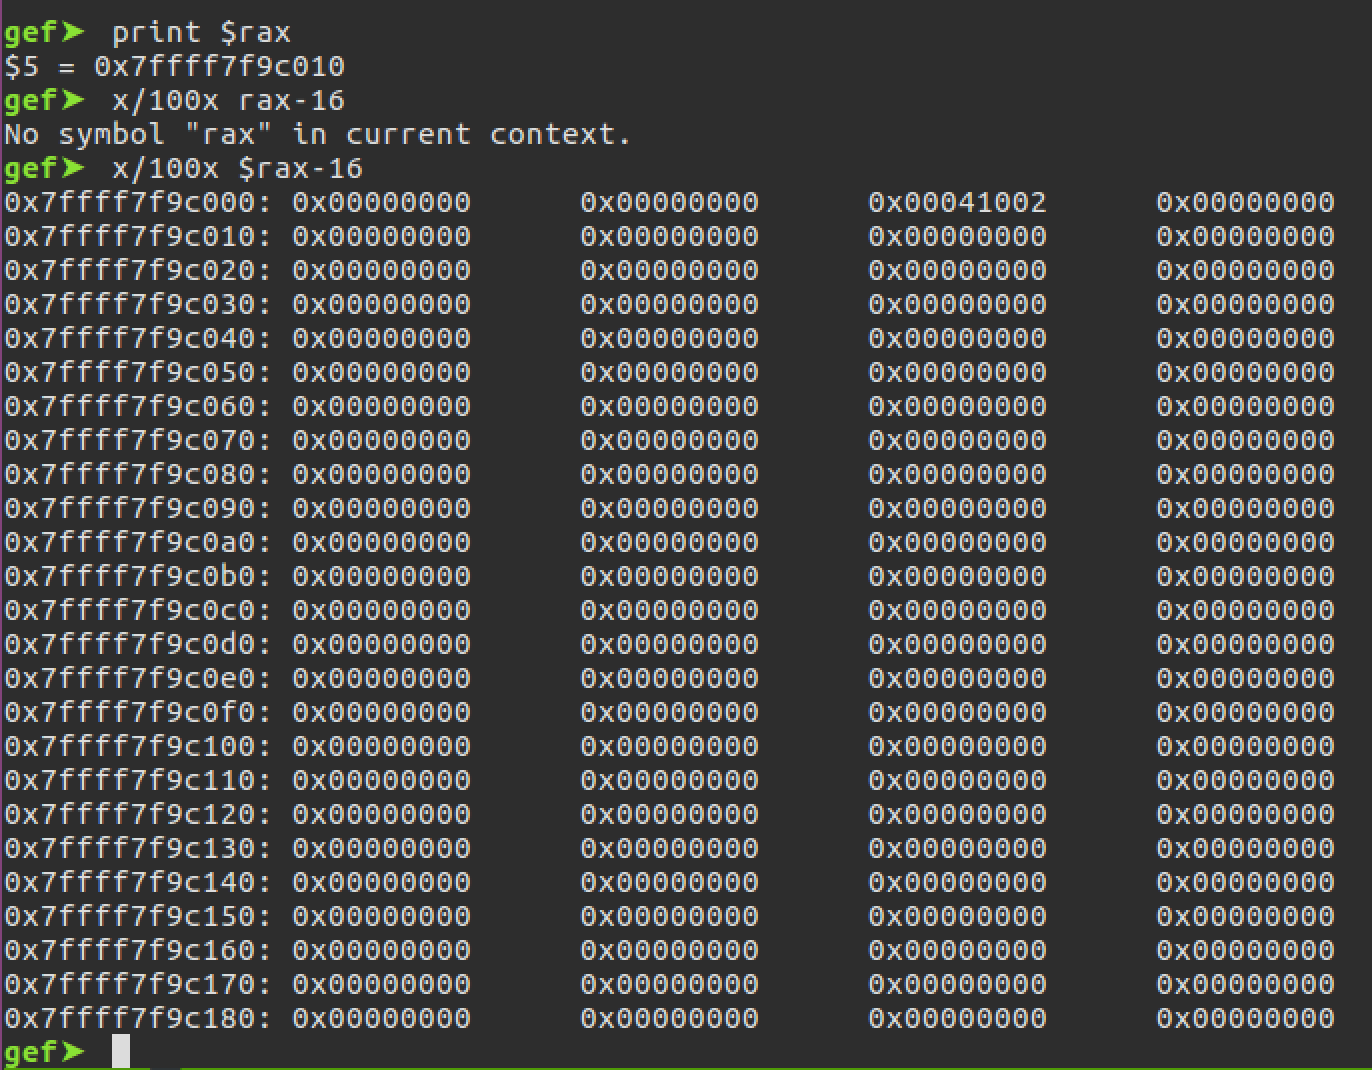 gef➤ print $rax
$5 = 0x7ffff7f9c010
gef➤ x/100x rax-16
No symbol "rax" in current context.
gef➤ x/100x $rax-16
0x7ffff7f9c000: 0x00000000 0x00000000 0x00041002 0x00000000
0x7ffff7f9c010: 0x00000000 0x00000000 0x00000000 0x00000000
0x7ffff7f9c020: 0x00000000 0x00000000 0x00000000 0x00000000
0x7ffff7f9c030: 0x00000000 0x00000000 0x00000000 0x00000000
0x7ffff7f9c040: 0x00000000 0x00000000 0x00000000 0x00000000
0x7ffff7f9c050: 0x00000000 0x00000000 0x00000000 0x00000000
0x7ffff7f9c060: 0x00000000 0x00000000 0x00000000 0x00000000
0x7ffff7f9c070: 0x00000000 0x00000000 0x00000000 0x00000000
0x7ffff7f9c080: 0x00000000 0x00000000 0x00000000 0x00000000
0x7ffff7f9c090: 0x00000000 0x00000000 0x00000000 0x00000000
0x7ffff7f9c0a0: 0x00000000 0x00000000 0x00000000 0x00000000
0x7ffff7f9c0b0: 0x00000000 0x00000000 0x00000000 0x00000000
0x7ffff7f9c0c0: 0x00000000 0x00000000 0x00000000 0x00000000
0x7ffff7f9c0d0: 0x00000000 0x00000000 0x00000000 0x00000000
0x7ffff7f9c0e0: 0x00000000 0x00000000 0x00000000 0x00000000
0x7ffff7f9c0f0: 0x00000000 0x00000000 0x00000000 0x00000000
0x7ffff7f9c100: 0x00000000 0x00000000 0x00000000 0x00000000
0x7ffff7f9c110: 0x00000000 0x00000000 0x00000000 0x00000000
0x7ffff7f9c120: 0x00000000 0x00000000 0x00000000 0x00000000
0x7ffff7f9c130: 0x00000000 0x00000000 0x00000000 0x00000000
0x7ffff7f9c140: 0x00000000 0x00000000 0x00000000 0x00000000
0x7ffff7f9c150: 0x00000000 0x00000000 0x00000000 0x00000000
0x7ffff7f9c160: 0x00000000 0x00000000 0x00000000 0x00000000
0x7ffff7f9c170: 0x00000000 0x00000000 0x00000000 0x00000000
0x7ffff7f9c180: 0x00000000 0x00000000 0x00000000 0x00000000
gef➤